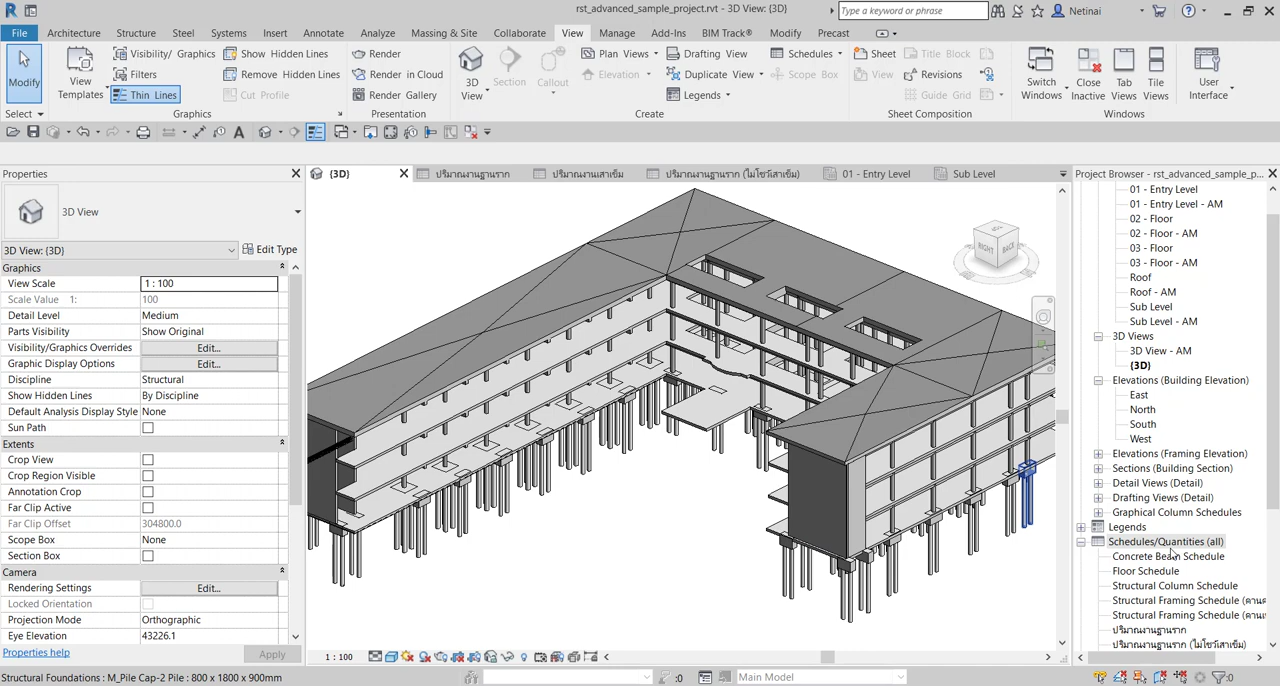 rst_advanced_sample_project.rvt - 3D View: {3D}
Type a keyword or phrase
Netinai
File Architecture Structure Steel Systems Insert Annotate Analyze Massing & Site Collaborate View Manage Add-Ins BIM Track® Modify Precast
Modify
View Templates
Visibility/ Graphics
Filters
Thin Lines
Show Hidden Lines
Remove Hidden Lines
Cut Profile
Render
Render in Cloud
Render Gallery
3D View
Section
Callout
Plan Views
Elevation
Drafting View
Duplicate View
Legends
Schedules
Scope Box
Sheet
View
Title Block
Revisions
Guide Grid
Switch Windows
Close Inactive
Tab Views
Tile Views
User Interface
Select Graphics Presentation Create Sheet Composition Windows
Properties
{3D}
ปริมาณงานฐานราก
ปริมาณงานเสาเข็ม
ปริมาณงานฐานราก (ไม่โชว์เสาเข็ม)
01 - Entry Level
Sub Level
Project Browser - rst_advanced_sample_p...
3D View
3D View: {3D}
Edit Type
Graphics
View Scale 1 : 100
Scale Value 1: 100
Detail Level Medium
Parts Visibility Show Original
Visibility/Graphics Overrides Edit...
Graphic Display Options Edit...
Discipline Structural
Show Hidden Lines By Discipline
Default Analysis Display Style None
Sun Path
Extents
Crop View
Crop Region Visible
Annotation Crop
Far Clip Active
Far Clip Offset 304800.0
Scope Box None
Section Box
Camera
Rendering Settings Edit...
Locked Orientation
Projection Mode Orthographic
Eye Elevation 43226.1
Properties help
Apply
RIGHT BACK
01 - Entry Level
01 - Entry Level - AM
02 - Floor
02 - Floor - AM
03 - Floor
03 - Floor - AM
Roof
Roof - AM
Sub Level
Sub Level - AM
3D Views
3D View - AM
{3D}
Elevations (Building Elevation)
East
North
South
West
Elevations (Framing Elevation)
Sections (Building Section)
Detail Views (Detail)
Drafting Views (Detail)
Graphical Column Schedules
Legends
Schedules/Quantities (all)
Concrete Beam Schedule
Floor Schedule
Structural Column Schedule
Structural Framing Schedule (คาน
Structural Framing Schedule (คาน
ปริมาณงานฐานราก
ปริมาณงานฐานราก (ไม่โชว์เสาเข็ม)
1 : 100
Structural Foundations : M_Pile Cap-2 Pile : 800 x 1800 x 900mm
:0
Main Model
:0